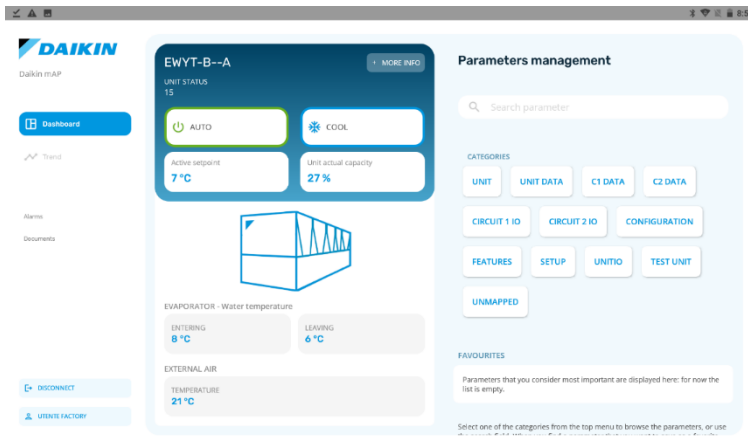 8:5
DAIKIN
Daikin mAP
Dashboard
Trend
Alarms
Documents
DISCONNECT
UTENTE FACTORY
EWYT-B--A
+ MORE INFO
UNIT STATUS
15
AUTO
COOL
Active setpoint
7 °C
Unit actual capacity
27 %
EVAPORATOR - Water temperature
ENTERING
8 °C
LEAVING
6 °C
EXTERNAL AIR
TEMPERATURE
21 °C
Parameters management
Search parameter
CATEGORIES
UNIT
UNIT DATA
C1 DATA
C2 DATA
CIRCUIT 1 IO
CIRCUIT 2 IO
CONFIGURATION
FEATURES
SETUP
UNITIO
TEST UNIT
UNMAPPED
FAVOURITES
Parameters that you consider most important are displayed here: for now the
list is empty.
Select one of the categories from the top menu to browse the parameters, or use